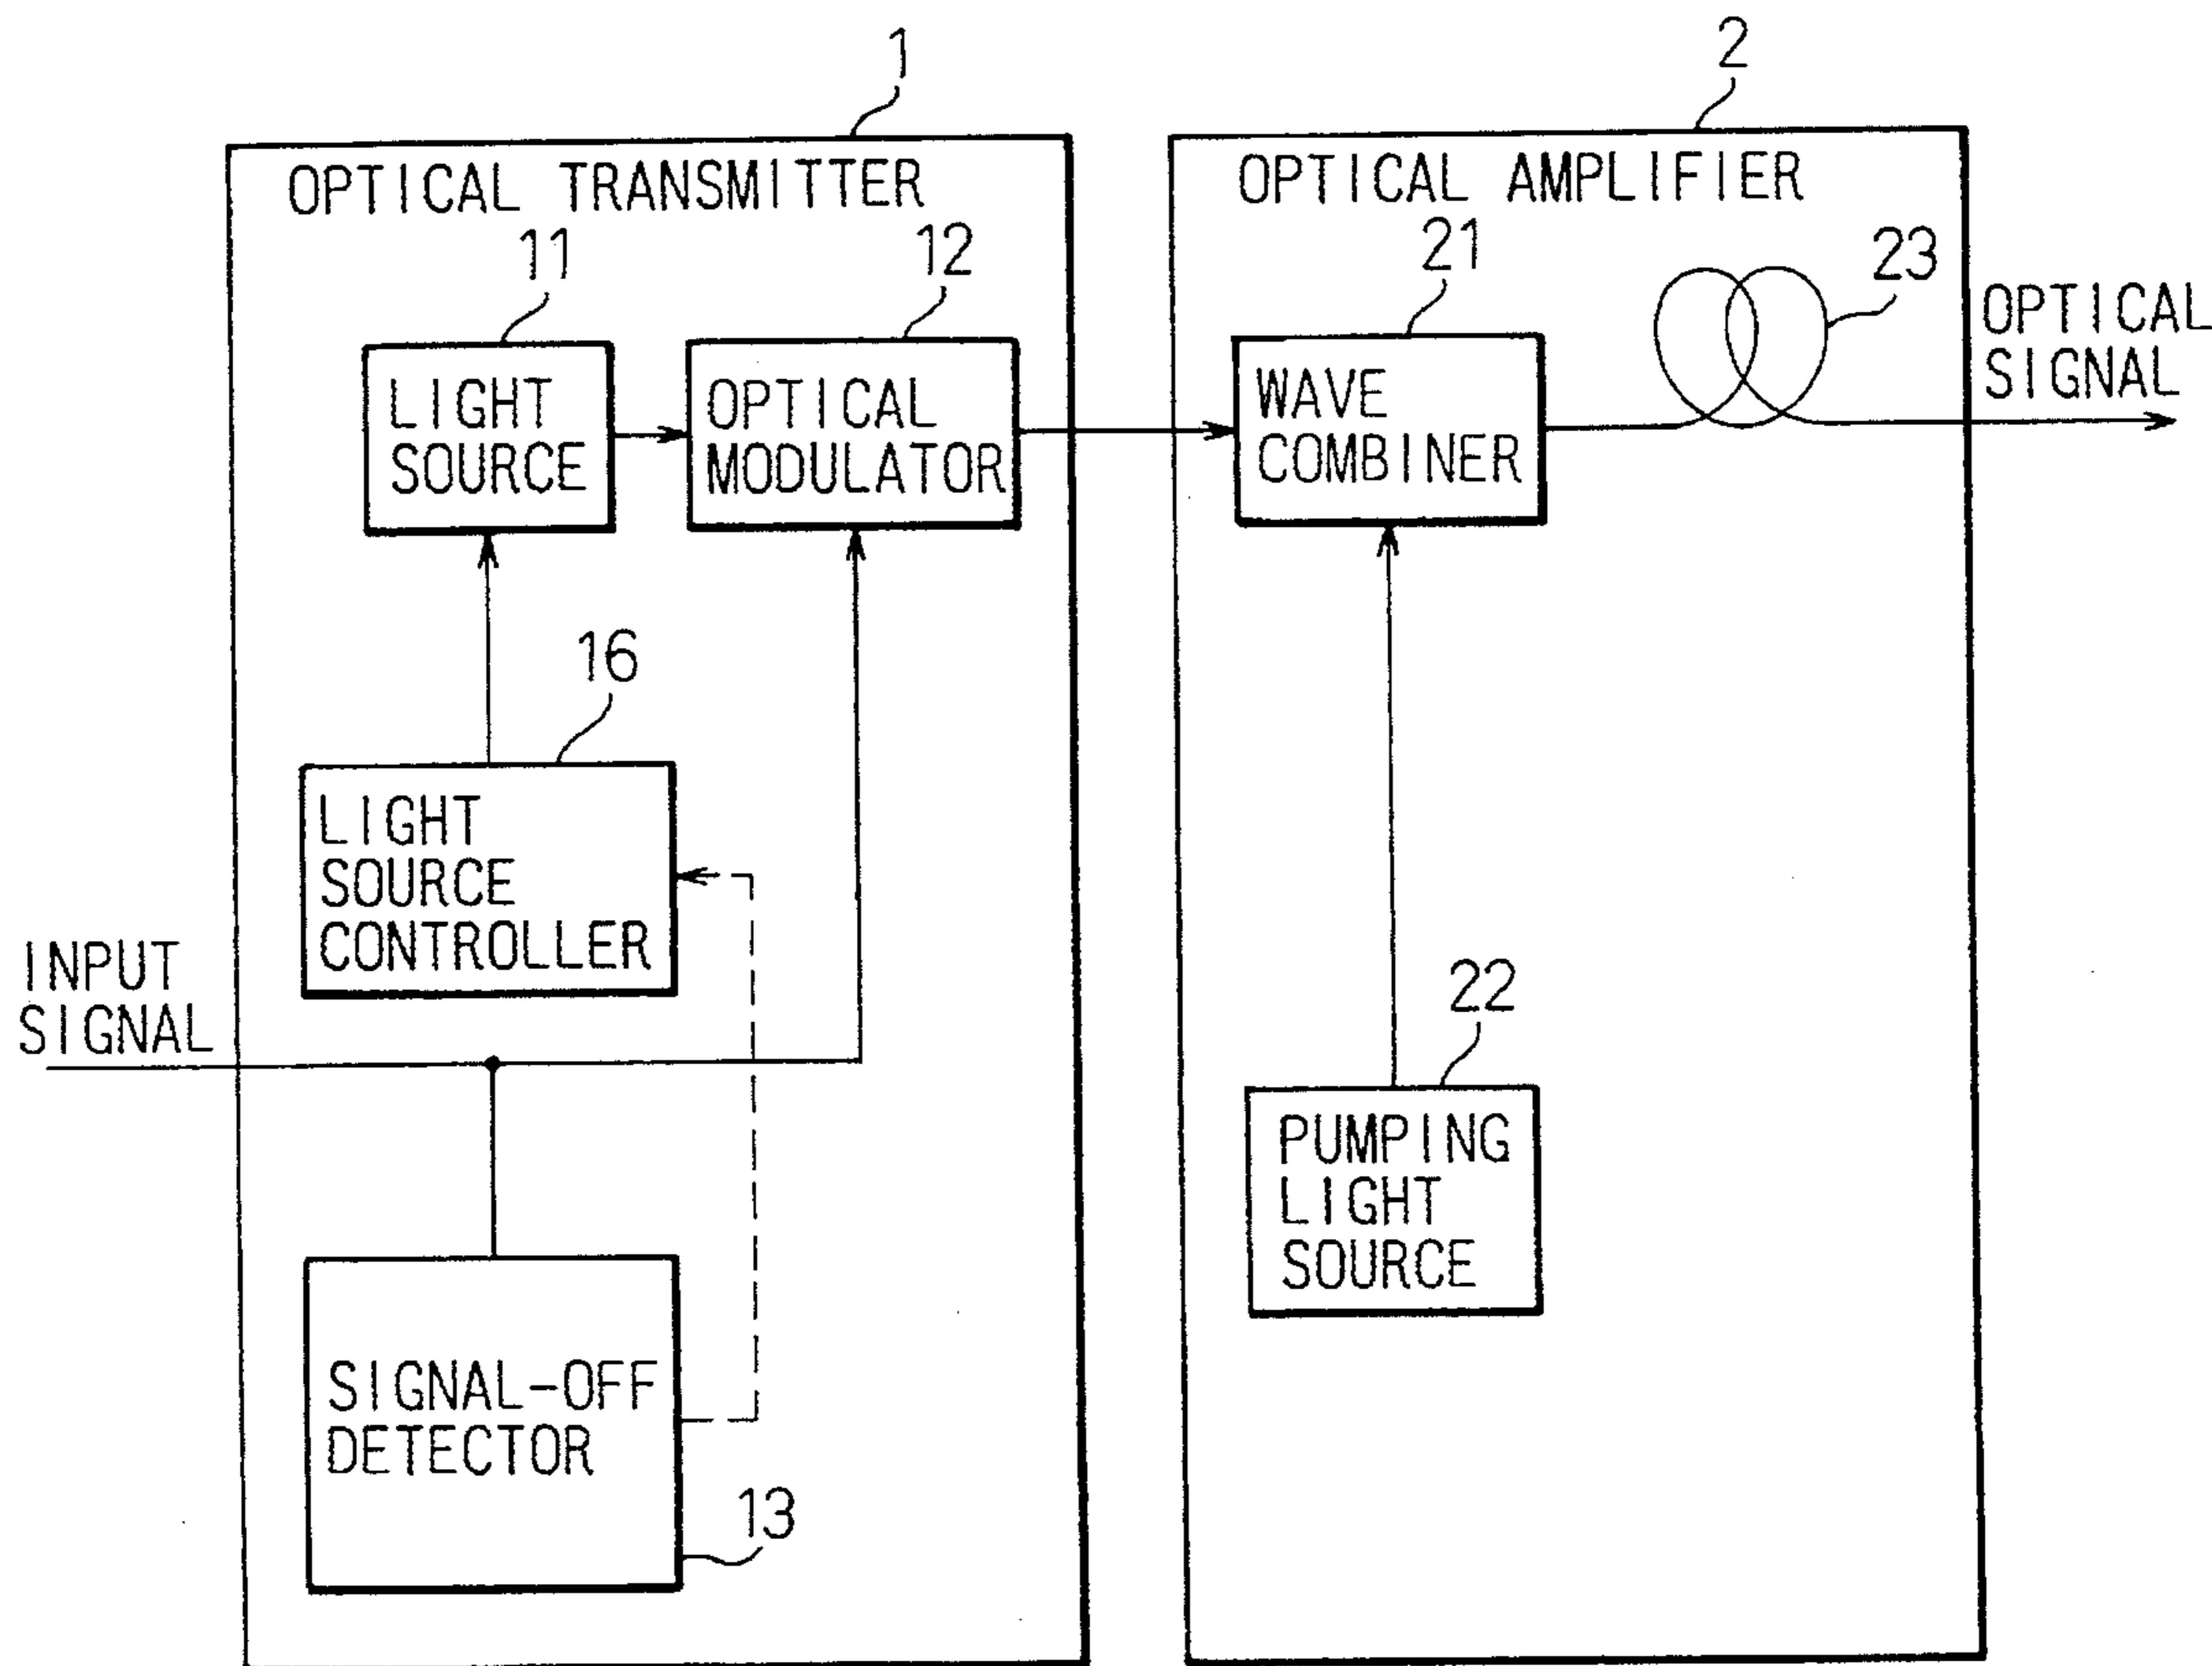 1
2
OPTICAL TRANSMITTER
OPTICAL AMPLIFIER
11
12
21
23
LIGHT
SOURCE
OPTICAL
MODULATOR
WAVE
COMBINER
OPTICAL
SIGNAL
16
LIGHT
SOURCE
CONTROLLER
INPUT
SIGNAL
22
PUMPING
LIGHT
SOURCE
SIGNAL-OFF
DETECTOR
13